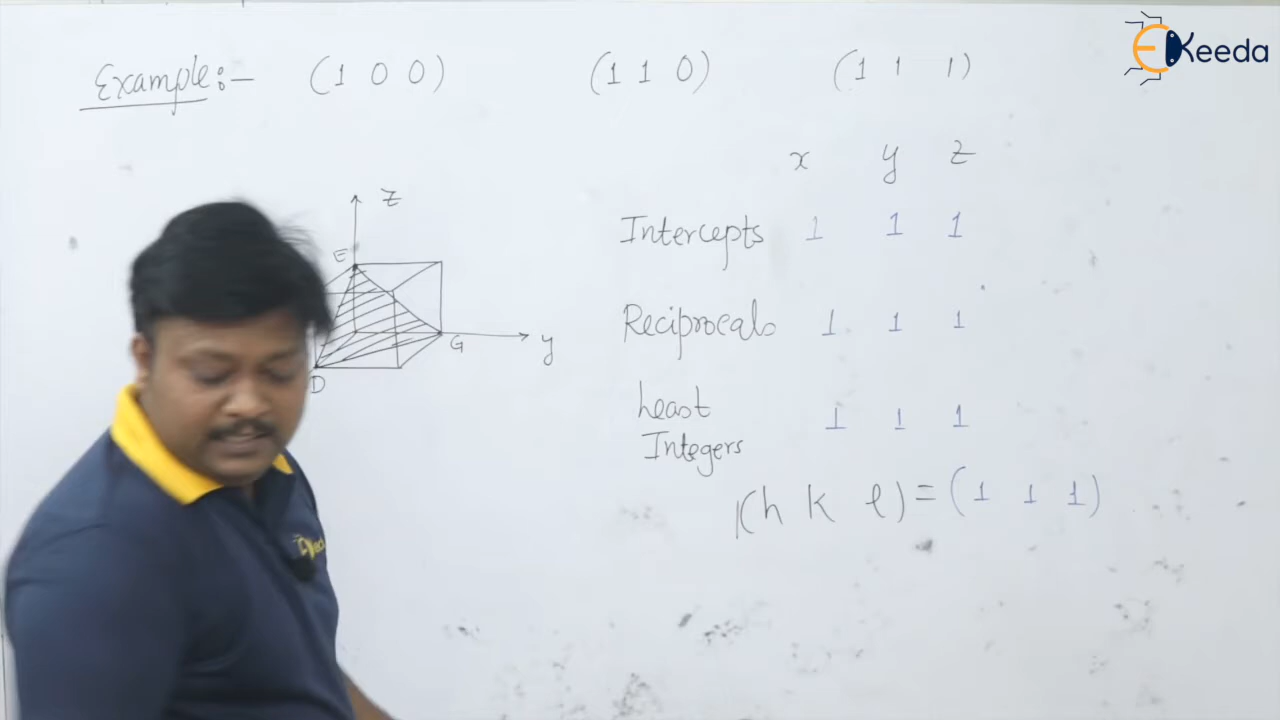 EKeeda
Example:- (1 0 0) (1 1 0) (1 1 1)
x y z
Z
Intercepts 1 1 1
E
Reciprocals 1 1 1
G y
D
Least 1 1 1
Integers
(h k l) = (1 1 1)